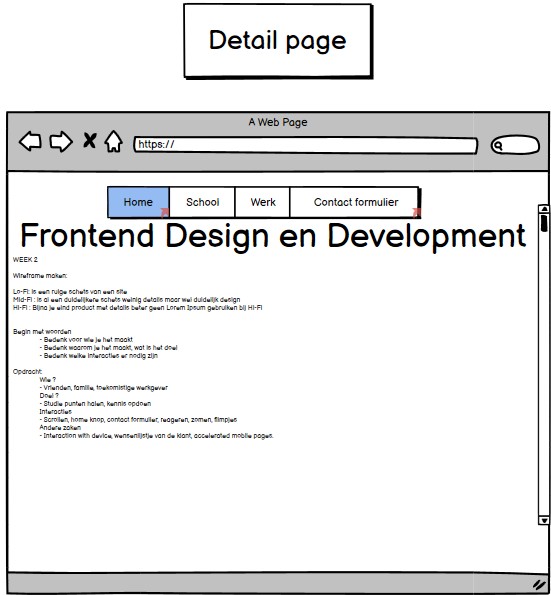 Detail page
A Web Page
https://
Home School Werk Contact formulier
Frontend Design en Development
WEEK 2
Wireframe maken:
Lo-Fi: is een ruige schets van een site
Mid-Fi : is al een duidelijkere schets weinig details maar wel duidelijk design
Hi-Fi : Bijna je eind product met details beter geen Lorem Ipsum gebruiken bij Hi-Fi
Begin met woorden
- Bedenk voor wie je het maakt
- Bedenk waarom je het maakt, wat is het doel
- Bedenk welke interacties er nodig zijn
Opdracht:
Wie ?
- Vrienden, familie, toekomistige werkgever
Doel ?
- Studie punten halen, kennis opdoen
Interacties
- Scrollen, home knop, contact formulier, reageren, zomen, filmpjes
Andere zaken
- Interaction with device, wensenlijstje van de klant, accelerated mobile pages.